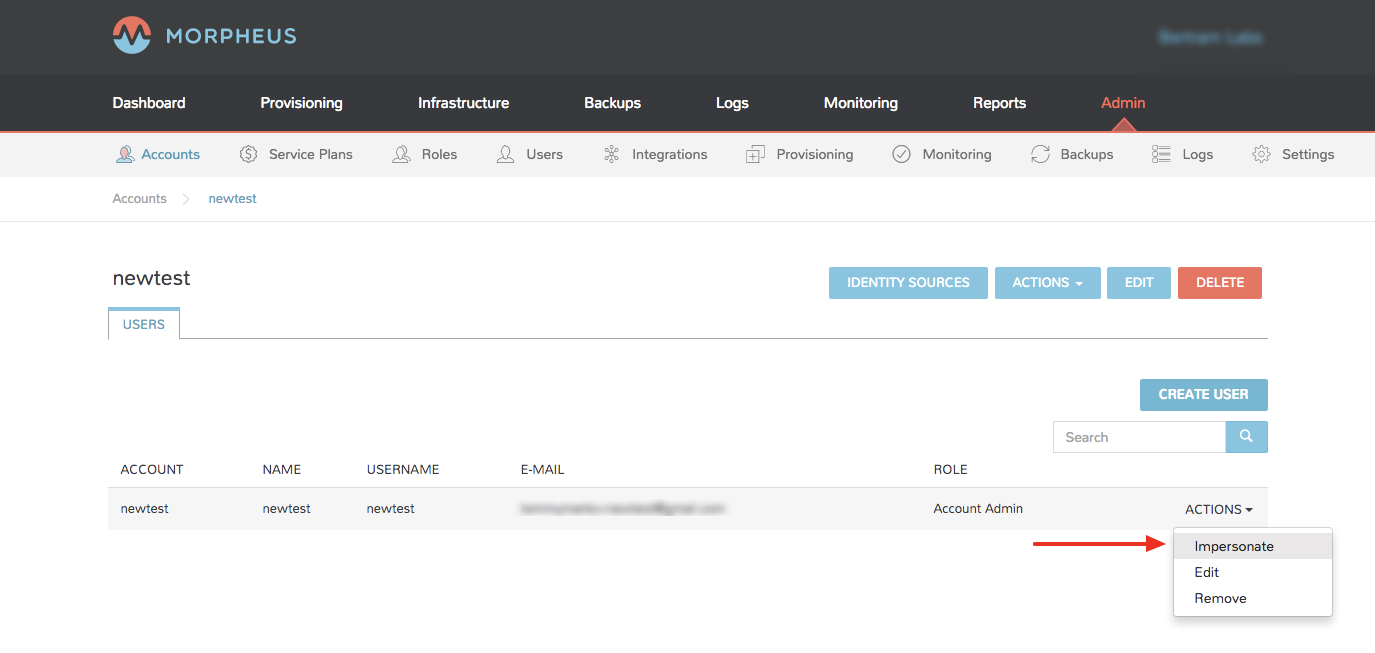 MORPHEUS
Dashboard Provisioning Infrastructure Backups Logs Monitoring Reports Admin
Accounts Service Plans Roles Users Integrations Provisioning Monitoring Backups Logs Settings
Accounts newtest
newtest IDENTITY SOURCES ACTIONS EDIT DELETE
USERS
CREATE USER
Search
ACCOUNT NAME USERNAME E-MAIL ROLE
newtest newtest newtest Account Admin ACTIONS
Impersonate
Edit
Remove